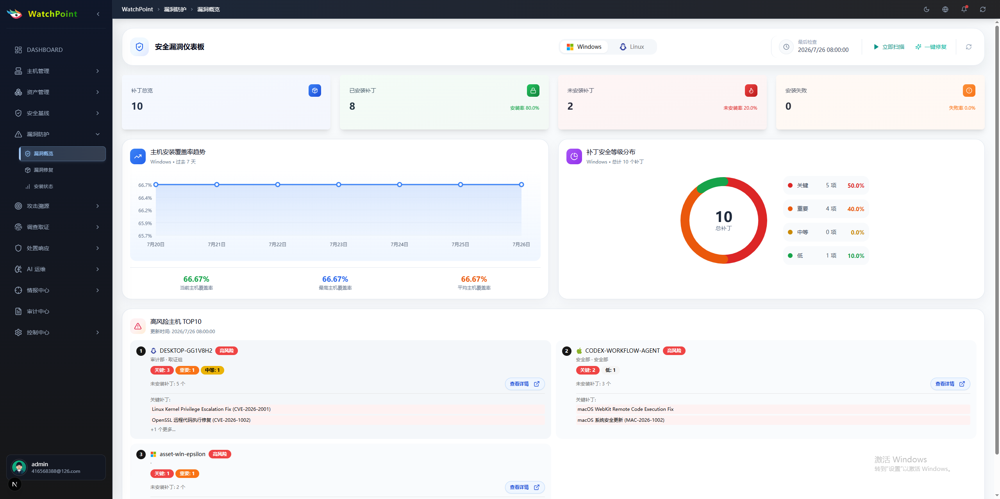 WatchPoint
DASHBOARD
主机管理
资产管理
安全基线
漏洞防护
漏洞概览
漏洞修复
安装状态
攻击溯源
调查取证
处置响应
AI 运维
情报中心
审计中心
控制中心
admin
416568388@126.com
N
WatchPoint > 漏洞防护 > 漏洞概览
安全漏洞仪表板
Windows
Linux
最后检查
2026/7/26 08:00:00
立即扫描
一键修复
补丁总览
10
已安装补丁
8
安装率 80.0%
未安装补丁
2
未安装率 20.0%
安装失败
0
失败率 0.0%
主机安装覆盖率趋势
Windows • 过去 7 天
66.7%
66.4%
66.2%
65.9%
65.7%
7月20日
7月21日
7月22日
7月23日
7月24日
7月25日
7月26日
66.67%
当前主机覆盖率
66.67%
最高主机覆盖率
66.67%
平均主机覆盖率
补丁安全等级分布
Windows • 总计 10 个补丁
10
总补丁
关键 5 项 50.0%
重要 4 项 40.0%
中等 0 项 0.0%
低 1 项 10.0%
高风险主机 TOP10
更新时间: 2026/7/26 08:00:00
1 DESKTOP-GG1V8H2 高风险
审计部 · 取证组
关键: 3 重要: 1 中等: 1
未安装补丁: 5 个
查看详情
关键补丁:
Linux Kernel Privilege Escalation Fix (CVE-2026-2001)
OpenSSL 远程代码执行修复 (CVE-2026-1002)
+1 个更多...
2 CODEX-WORKFLOW-AGENT 高风险
安全部 · 安全部
关键: 2 低: 1
未安装补丁: 3 个
查看详情
关键补丁:
macOS WebKit Remote Code Execution Fix
macOS 系统安全更新 (MAC-2026-1002)
3 asset-win-epsilon 高风险
·
关键: 1 重要: 1
未安装补丁: 2 个
查看详情
激活 Windows
转到"设置"以激活 Windows。